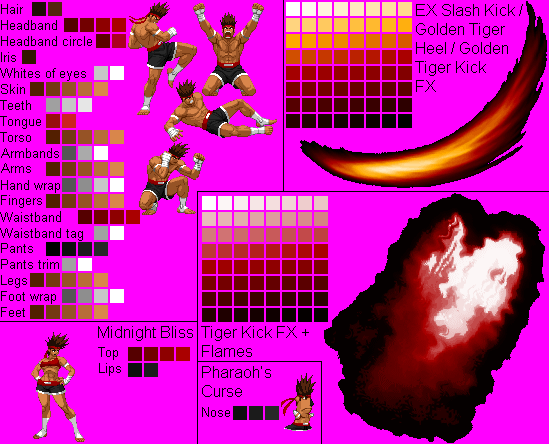 Hair
Headband
Headband circle
Iris
Whites of eyes
Skin
Teeth
Tongue
Torso
Armbands
Arms
Hand wrap
Fingers
Waistband
Waistband tag
Pants
Pants trim
Legs
Foot wrap
Feet
EX Slash Kick /
Golden Tiger
Heel / Golden
Tiger Kick
FX
Midnight Bliss
Top
Lips
Tiger Kick FX +
Flames
Pharaoh's
Curse
Nose